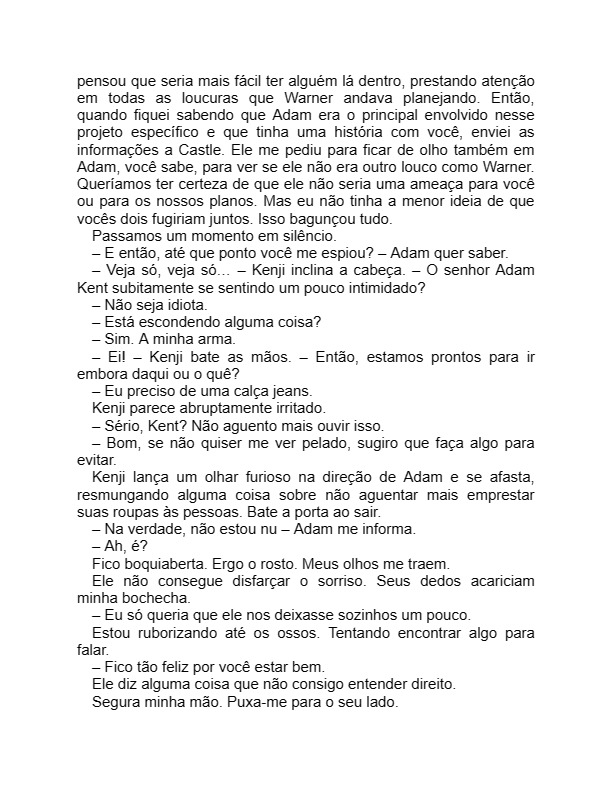 pensou que seria mais fácil ter alguém lá dentro, prestando atenção
em todas as loucuras que Warner andava planejando. Então,
quando fiquei sabendo que Adam era o principal envolvido nesse
projeto específico e que tinha uma história com você, enviei as
informações a Castle. Ele me pediu para ficar de olho também em
Adam, você sabe, para ver se ele não era outro louco como Warner.
Queríamos ter certeza de que ele não seria uma ameaça para você
ou para os nossos planos. Mas eu não tinha a menor ideia de que
vocês dois fugiriam juntos. Isso bagunçou tudo.
Passamos um momento em silêncio.
– E então, até que ponto você me espiou? – Adam quer saber.
– Veja só, veja só... – Kenji inclina a cabeça. – O senhor Adam
Kent subitamente se sentindo um pouco intimidado?
– Não seja idiota.
– Está escondendo alguma coisa?
– Sim. A minha arma.
– Ei! – Kenji bate as mãos. – Então, estamos prontos para ir
embora daqui ou o quê?
– Eu preciso de uma calça jeans.
Kenji parece abruptamente irritado.
– Sério, Kent? Não aguento mais ouvir isso.
– Bom, se não quiser me ver pelado, sugiro que faça algo para
evitar.
Kenji lança um olhar furioso na direção de Adam e se afasta,
resmungando alguma coisa sobre não aguentar mais emprestar
suas roupas às pessoas. Bate a porta ao sair.
– Na verdade, não estou nu – Adam me informa.
– Ah, é?
Fico boquiaberta. Ergo o rosto. Meus olhos me traem.
Ele não consegue disfarçar o sorriso. Seus dedos acariciam
minha bochecha.
– Eu só queria que ele nos deixasse sozinhos um pouco.
Estou ruborizando até os ossos. Tentando encontrar algo para
falar.
– Fico tão feliz por você estar bem.
Ele diz alguma coisa que não consigo entender direito.
Segura minha mão. Puxa-me para o seu lado.